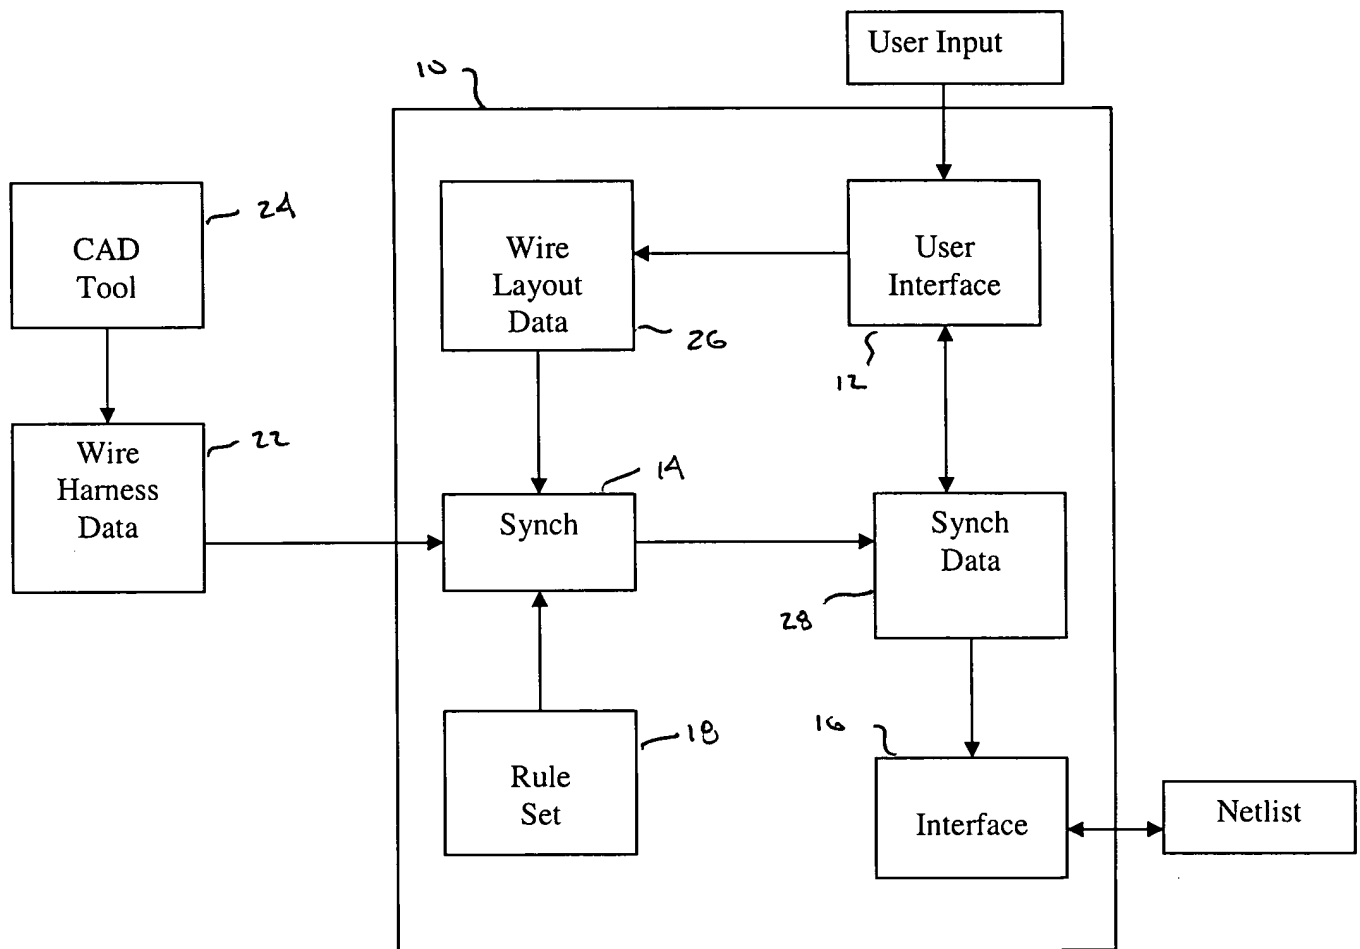 User Input
10
24
CAD
Tool
Wire
Layout
Data
26
User
Interface
12
22
Wire
Harness
Data
14
Synch
Synch
Data
28
18
Rule
Set
16
Interface
Netlist